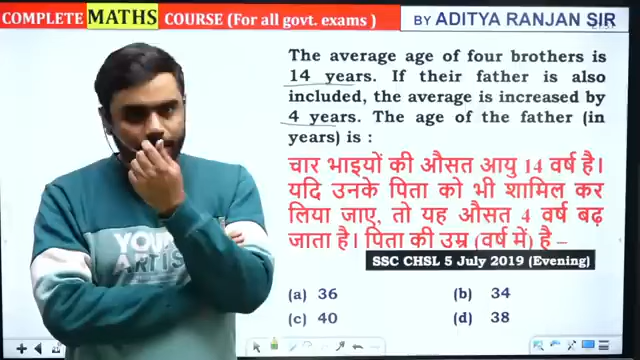 COMPLETE MATHS COURSE (For all govt. exams)
BY ADITYA RANJAN SIR
The average age of four brothers is
14 years. If their father is also
included, the average is increased by
4 years. The age of the father (in
years) is :
चार भाइयों की औसत आयु 14 वर्ष है।
यदि उनके पिता को भी शामिल कर
लिया जाए, तो यह औसत 4 वर्ष बढ़
जाता है। पिता की उम्र (वर्ष में) है –
SSC CHSL 5 July 2019 (Evening)
(a) 36
(b) 34
(c) 40
(d) 38